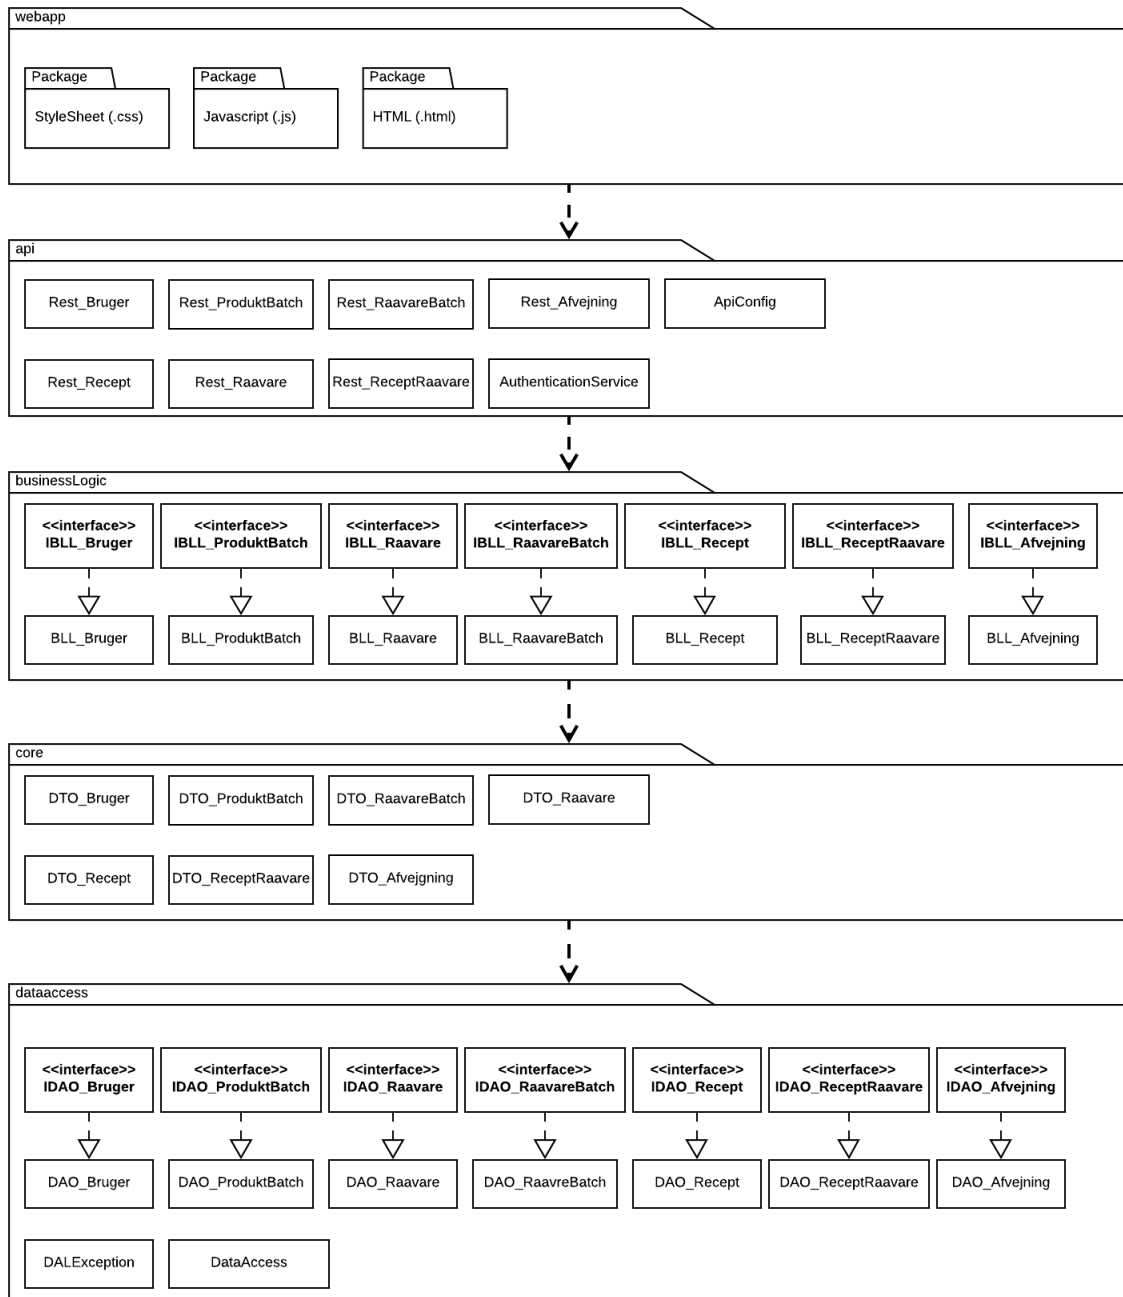 webapp
Package
Package
Package
StyleSheet (.css)
Javascript (.js)
HTML (.html)
api
Rest_Bruger
Rest_ProduktBatch
Rest_RaavareBatch
Rest_Afvejning
ApiConfig
Rest_Recept
Rest_Raavare
Rest_ReceptRaavare
AuthenticationService
businessLogic
<<interface>>
IBLL_Bruger
<<interface>>
IBLL_ProduktBatch
<<interface>>
IBLL_Raavare
<<interface>>
IBLL_RaavareBatch
<<interface>>
IBLL_Recept
<<interface>>
IBLL_ReceptRaavare
<<interface>>
IBLL_Afvejning
BLL_Bruger
BLL_ProduktBatch
BLL_Raavare
BLL_RaavareBatch
BLL_Recept
BLL_ReceptRaavare
BLL_Afvejning
core
DTO_Bruger
DTO_ProduktBatch
DTO_RaavareBatch
DTO_Raavare
DTO_Recept
DTO_ReceptRaavare
DTO_Afvejgning
dataaccess
<<interface>>
IDAO_Bruger
<<interface>>
IDAO_ProduktBatch
<<interface>>
IDAO_Raavare
<<interface>>
IDAO_RaavareBatch
<<interface>>
IDAO_Recept
<<interface>>
IDAO_ReceptRaavare
<<interface>>
IDAO_Afvejning
DAO_Bruger
DAO_ProduktBatch
DAO_Raavare
DAO_RaavreBatch
DAO_Recept
DAO_ReceptRaavare
DAO_Afvejning
DALException
DataAccess